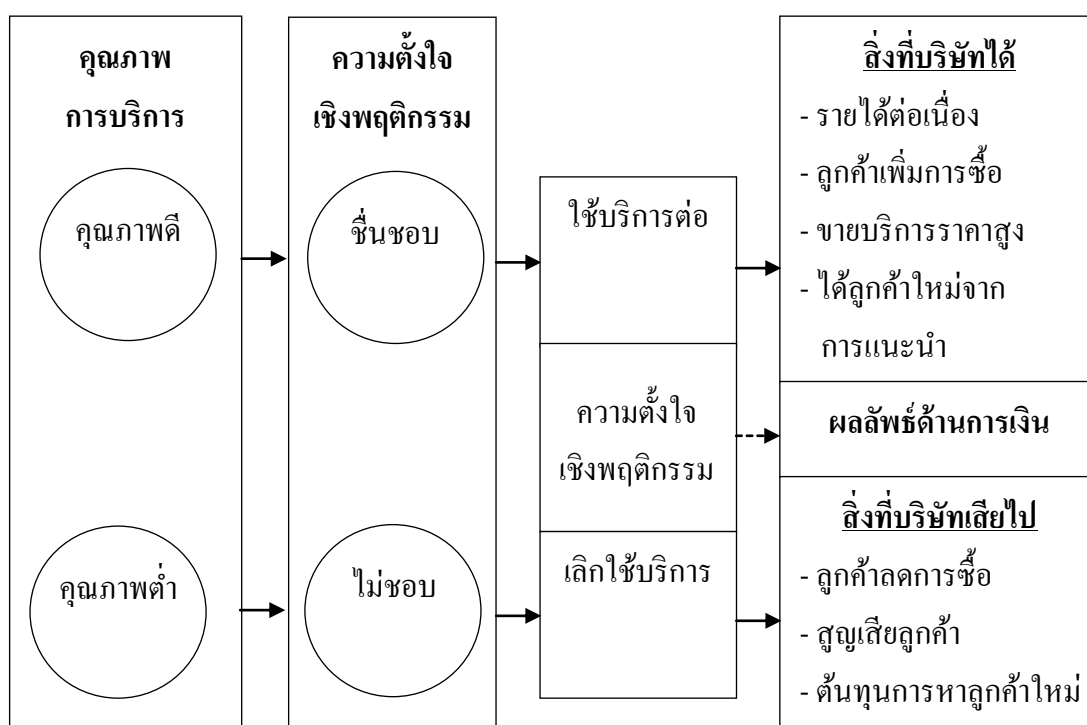 คุณภาพ
การบริการ
คุณภาพดี
คุณภาพต่ำ
ความตั้งใจ
เชิงพฤติกรรม
ชื่นชอบ
ไม่ชอบ
ใช้บริการต่อ
ความตั้งใจ
เชิงพฤติกรรม
เลิกใช้บริการ
สิ่งที่บริษัทได้
- รายได้ต่อเนื่อง
- ลูกค้าเพิ่มการซื้อ
- ขายบริการราคาสูง
- ได้ลูกค้าใหม่จาก
การแนะนำ
ผลลัพธ์ด้านการเงิน
สิ่งที่บริษัทเสียไป
- ลูกค้าลดการซื้อ
- สูญเสียลูกค้า
- ต้นทุนการหาลูกค้าใหม่